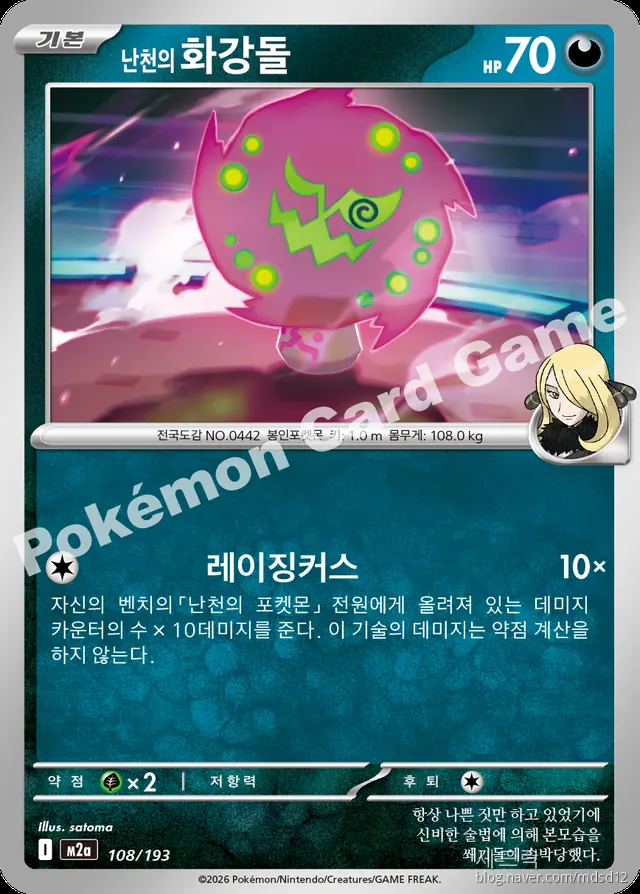 기본
난천의 화강돌
HP 70
전국도감 NO.0442 봉인포켓몬 키: 1.0 m 몸무게: 108.0 kg
Pokémon Card Game
레이징커스 10×
자신의 벤치의 「난천의 포켓몬」 전원에게 올려져 있는 데미지
카운터의 수 × 10데미지를 준다. 이 기술의 데미지는 약점 계산을
하지 않는다.
약점 ×2 저항력 후퇴
항상 나쁜 짓만 하고 있었기에
신비한 술법에 의해 본모습을
Illus. satoma
I M2a 108/193
©2026 Pokémon/Nintendo/Creatures/GAME FREAK.
blog.naver.com/mdsd12